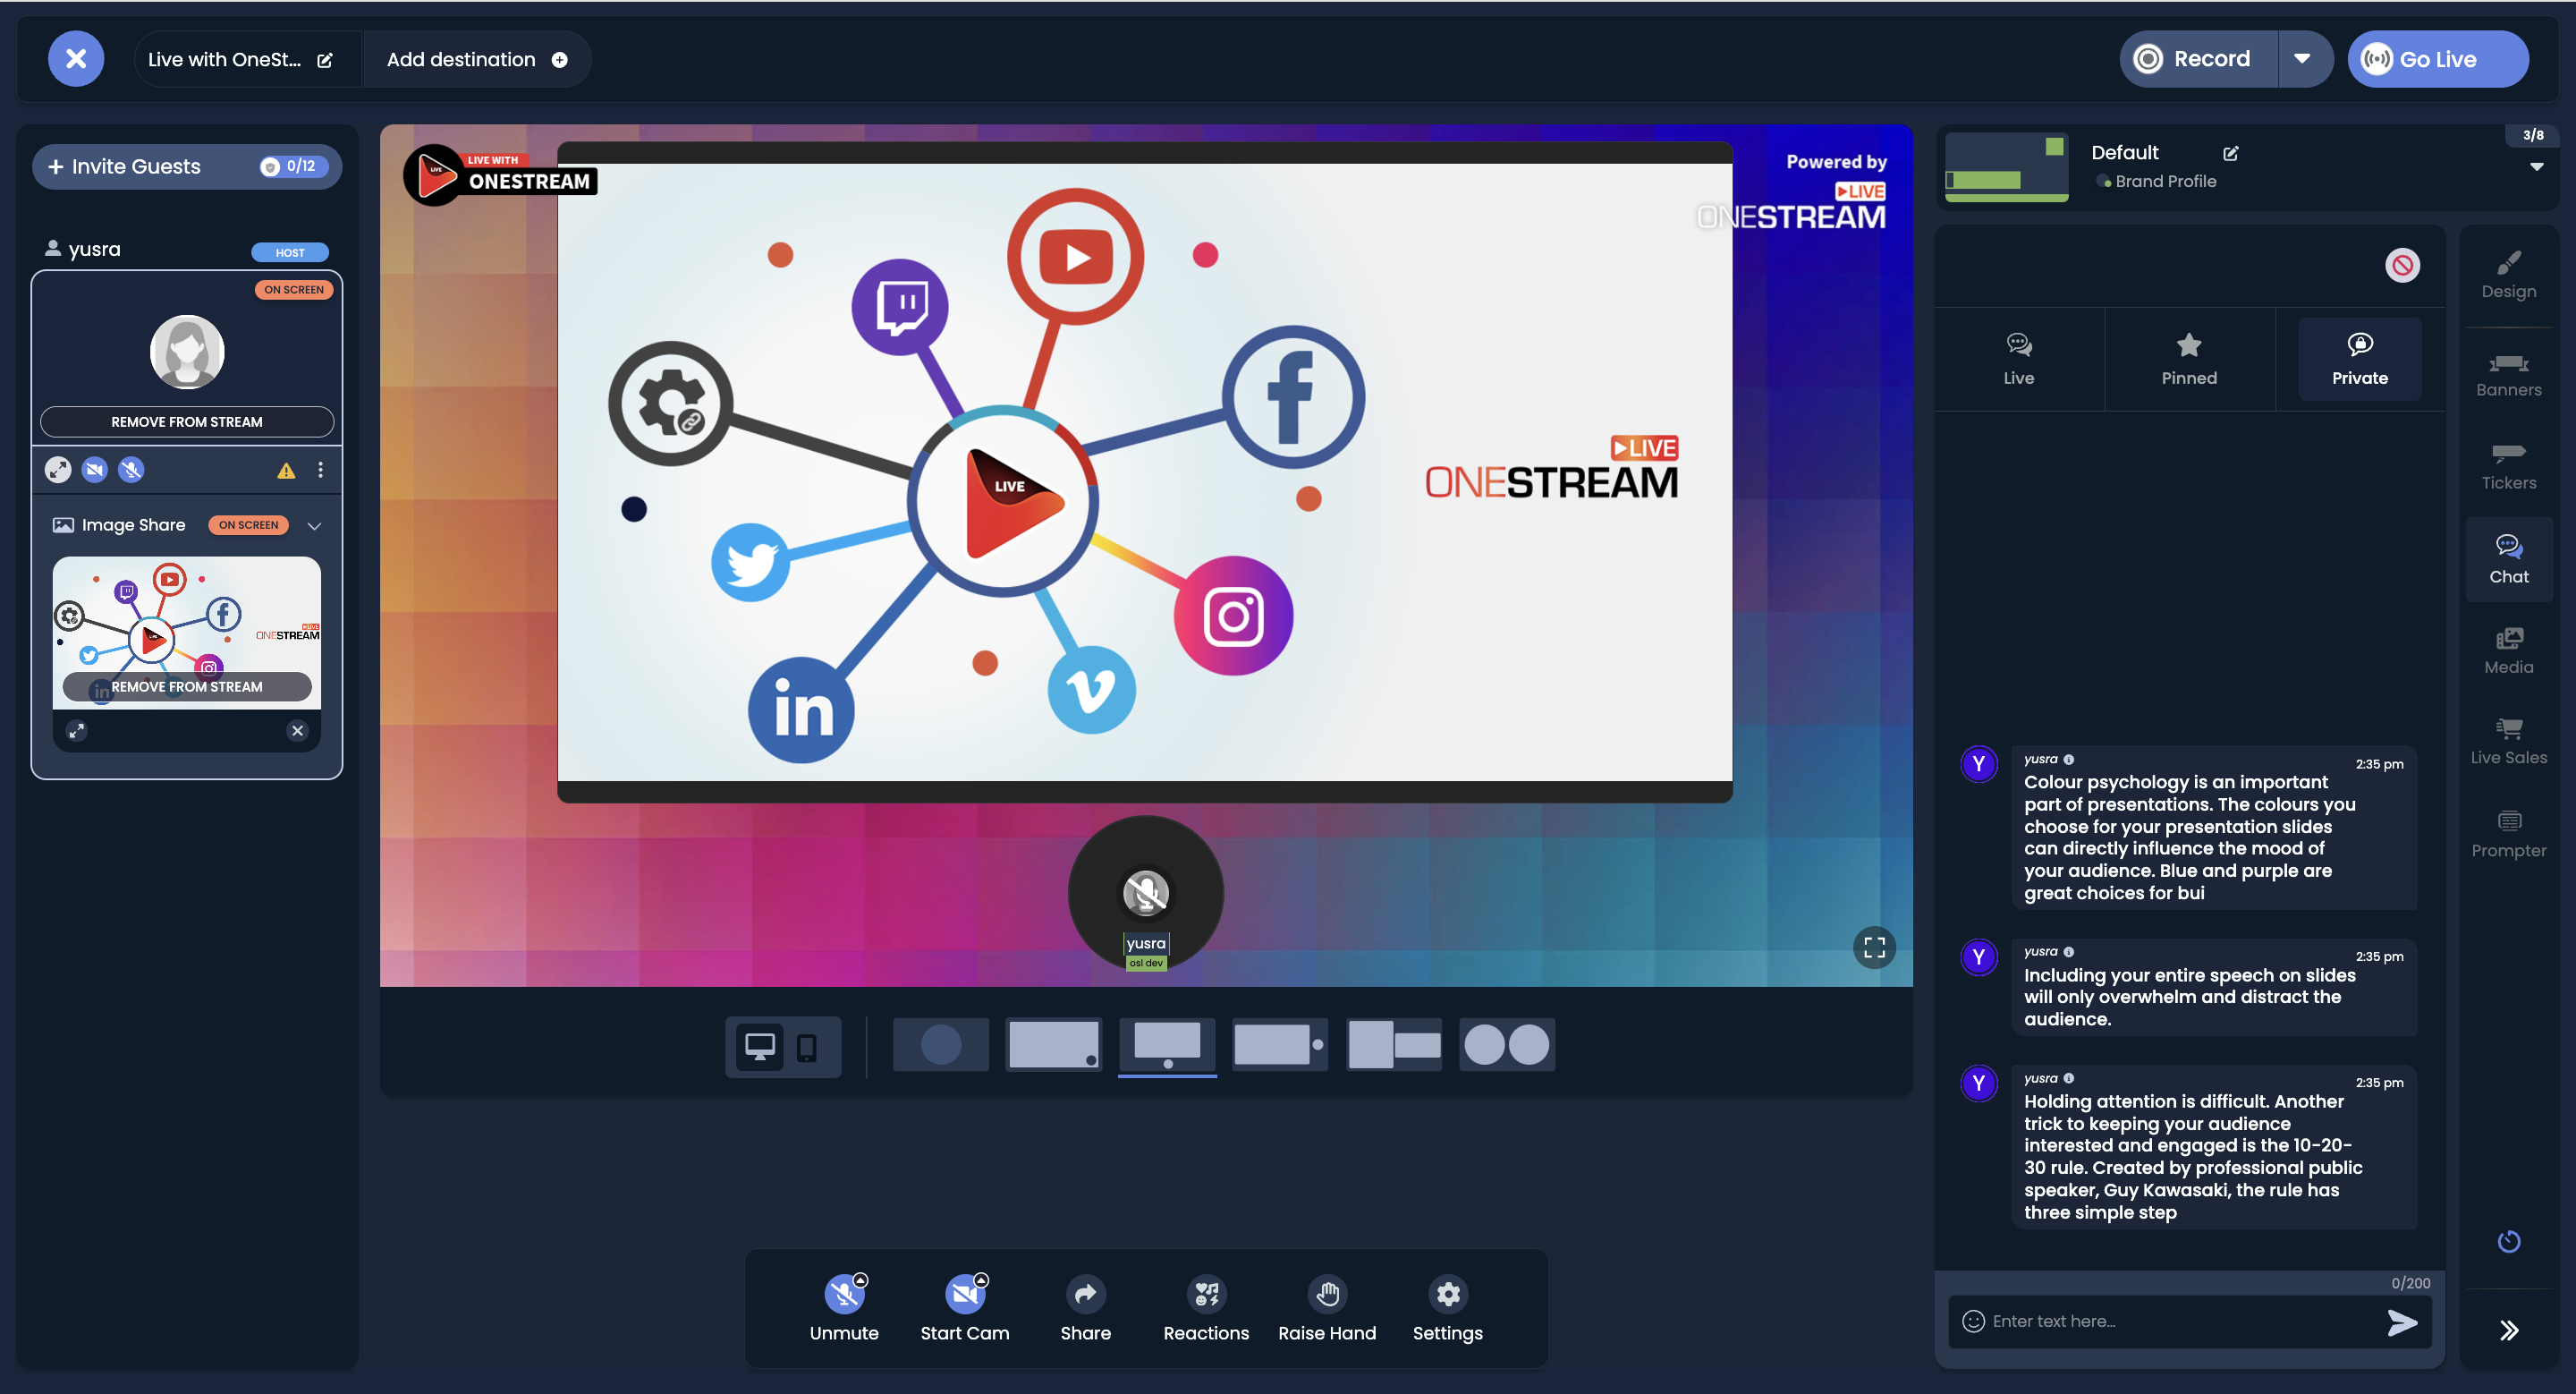 Live with OneSt...
Add destination
Record
Go Live
+ Invite Guests
0/12
yusra
HOST
ON SCREEN
REMOVE FROM STREAM
Image Share
ON SCREEN
LIVE
ONESTREAM
in
REMOVE FROM STREAM
LIVE
LIVE WITH
ONESTREAM
Powered by
LIVE
ONESTREAM
LIVE
LIVE
ONESTREAM
in
yusra
osl dev
Unmute
Start Cam
Share
Reactions
Raise Hand
Settings
3/8
Default
Brand Profile
Live
Pinned
Private
Y
yusra
2:35 pm
Colour psychology is an important
part of presentations. The colours you
choose for your presentation slides
can directly influence the mood of
your audience. Blue and purple are
great choices for bui
Y
yusra
2:35 pm
Including your entire speech on slides
will only overwhelm and distract the
audience.
Y
yusra
2:35 pm
Holding attention is difficult. Another
trick to keeping your audience
interested and engaged is the 10-20-
30 rule. Created by professional public
speaker, Guy Kawasaki, the rule has
three simple step
0/200
Enter text here...
Design
Banners
Tickers
Chat
Media
Live Sales
Prompter